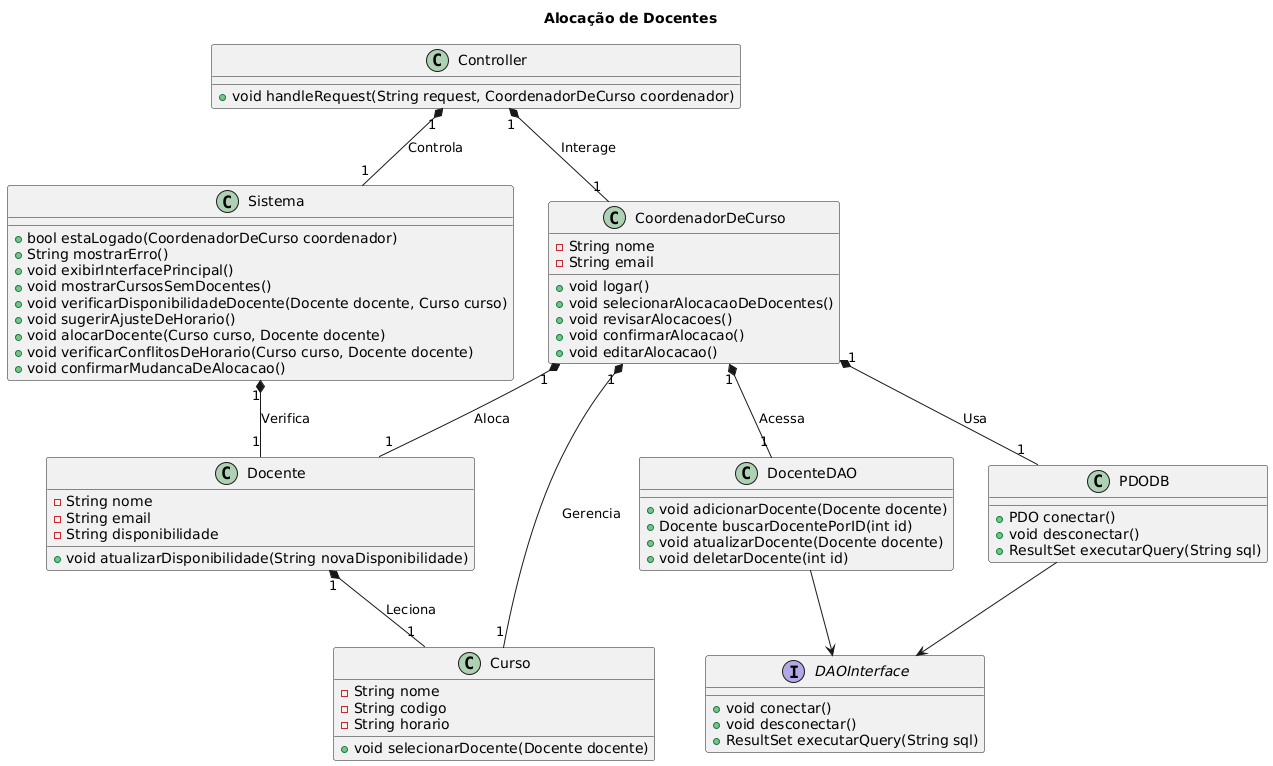 Alocação de Docentes
C Controller
void handleRequest(String request, CoordenadorDeCurso coordenador)
1
1
Controla
Interage
1
1
C Sistema
bool estaLogado(CoordenadorDeCurso coordenador)
String mostrarErro()
void exibirInterfacePrincipal()
void mostrarCursosSemDocentes()
void verificarDisponibilidadeDocente(Docente docente, Curso curso)
void sugerirAjusteDeHorario()
void alocarDocente(Curso curso, Docente docente)
void verificarConflitosDeHorario(Curso curso, Docente docente)
void confirmarMudancaDeAlocacao()
C CoordenadorDeCurso
String nome
String email
void logar()
void selecionarAlocacaoDeDocentes()
void revisarAlocacoes()
void confirmarAlocacao()
void editarAlocacao()
1
1
1
1
1
Verifica
Aloca
Gerencia
Acessa
Usa
1
1
1
1
C Docente
String nome
String email
String disponibilidade
void atualizarDisponibilidade(String novaDisponibilidade)
C DocenteDAO
void adicionarDocente(Docente docente)
Docente buscarDocentePorID(int id)
void atualizarDocente(Docente docente)
void deletarDocente(int id)
C PDODB
PDO conectar()
void desconectar()
ResultSet executarQuery(String sql)
1
Leciona
1
1
C Curso
String nome
String codigo
String horario
void selecionarDocente(Docente docente)
I DAOInterface
void conectar()
void desconectar()
ResultSet executarQuery(String sql)